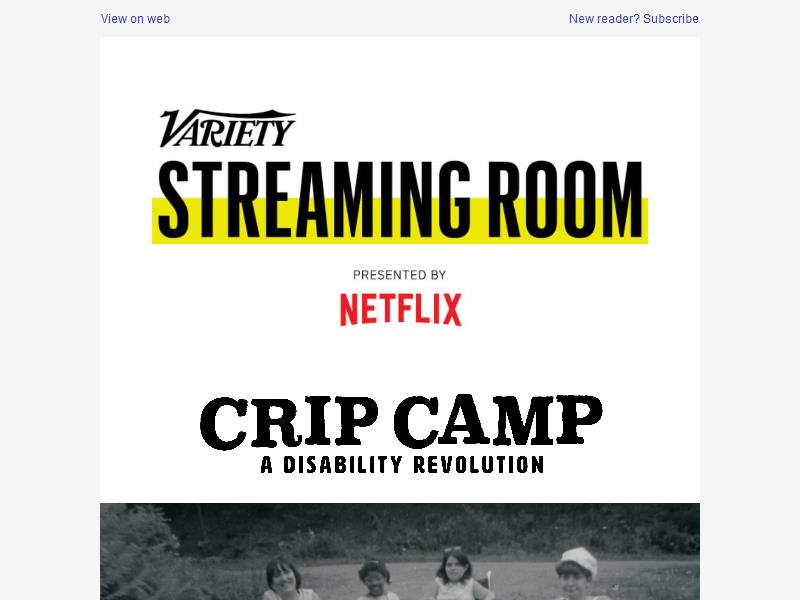 View on web
New reader? Subscribe
VARIETY
STREAMING ROOM
PRESENTED BY
NETFLIX
CRIP CAMP
A DISABILITY REVOLUTION